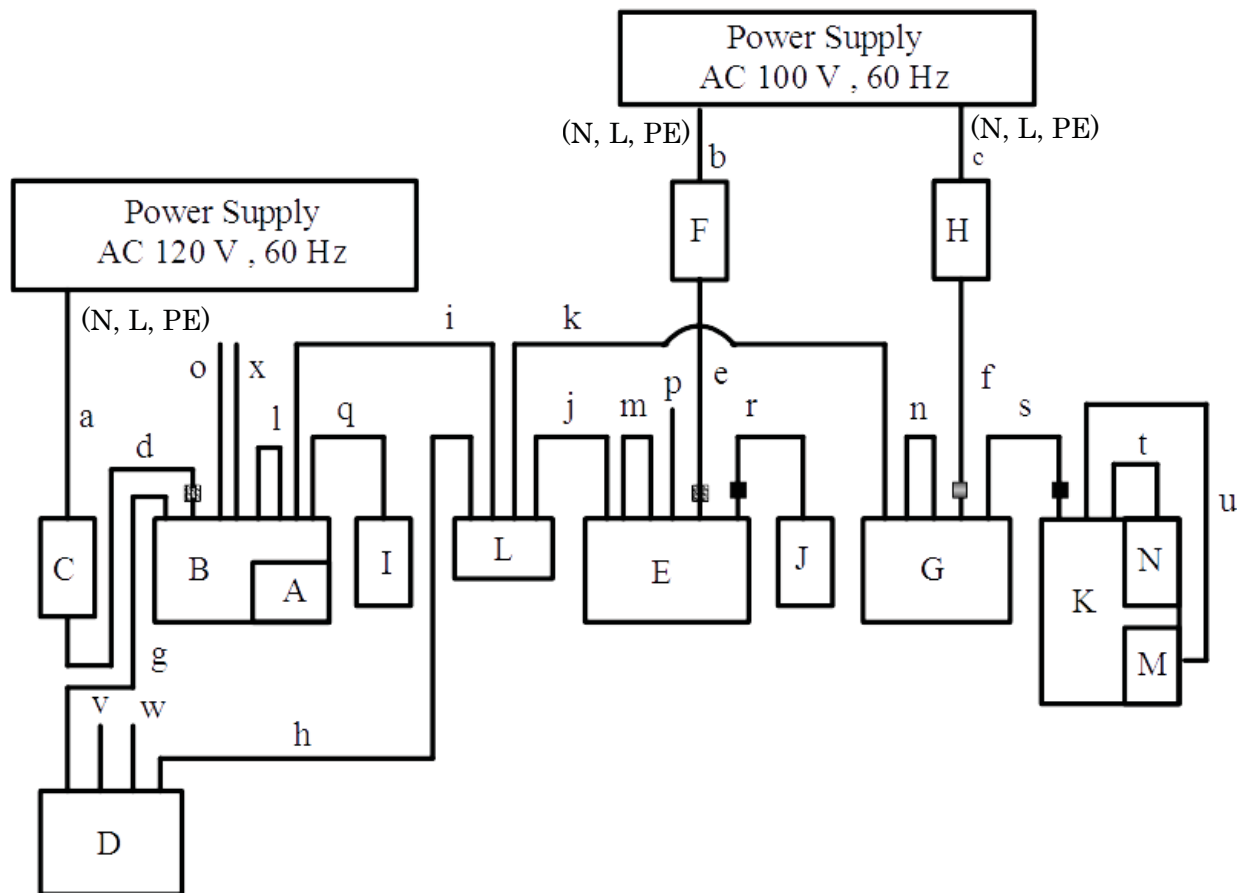 Power Supply
AC 100 V , 60 Hz
(N, L, PE)
(N, L, PE)
b
c
Power Supply
AC 120 V , 60 Hz
F
H
(N, L, PE)
i
k
o
x
e
p
f
a
l
q
j
m
r
n
s
t
d
u
C
B
A
I
L
E
J
G
K
N
M
g
v
w
h
D